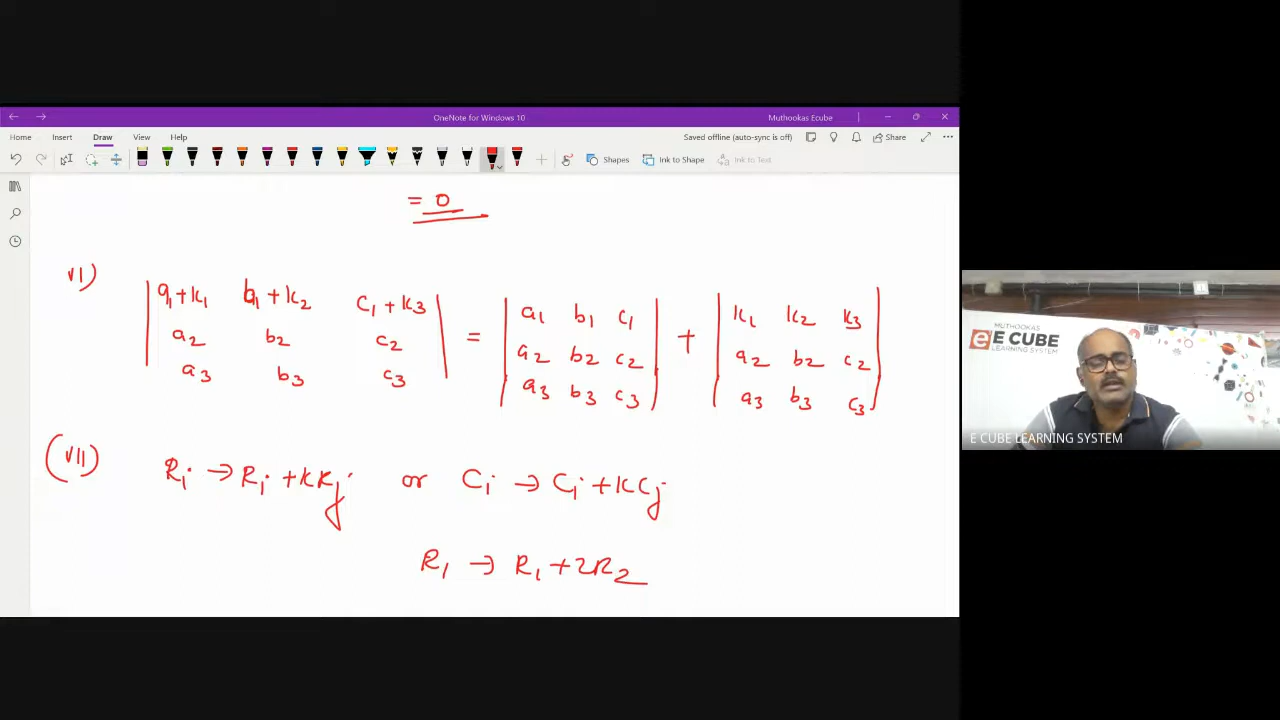 OneNote for Windows 10
Muthookas Ecube
Home Insert Draw View Help
Saved offline (auto-sync is off)
Share
Shapes
Ink to Shape
Ink to Text
= 0
VI)
|a1+k1 b1+k2 c1+k3|
|a2 b2 c2|
|a3 b3 c3|
=
|a1 b1 c1|
|a2 b2 c2|
|a3 b3 c3|
+
|k1 k2 k3|
|a2 b2 c2|
|a3 b3 c3|
(VII)
Ri → Ri + kRj or Ci → Ci + kCj
R1 → R1 + 2R2
MUTHOOKAS
E CUBE
LEARNING SYSTEM
E CUBE LEARNING SYSTEM